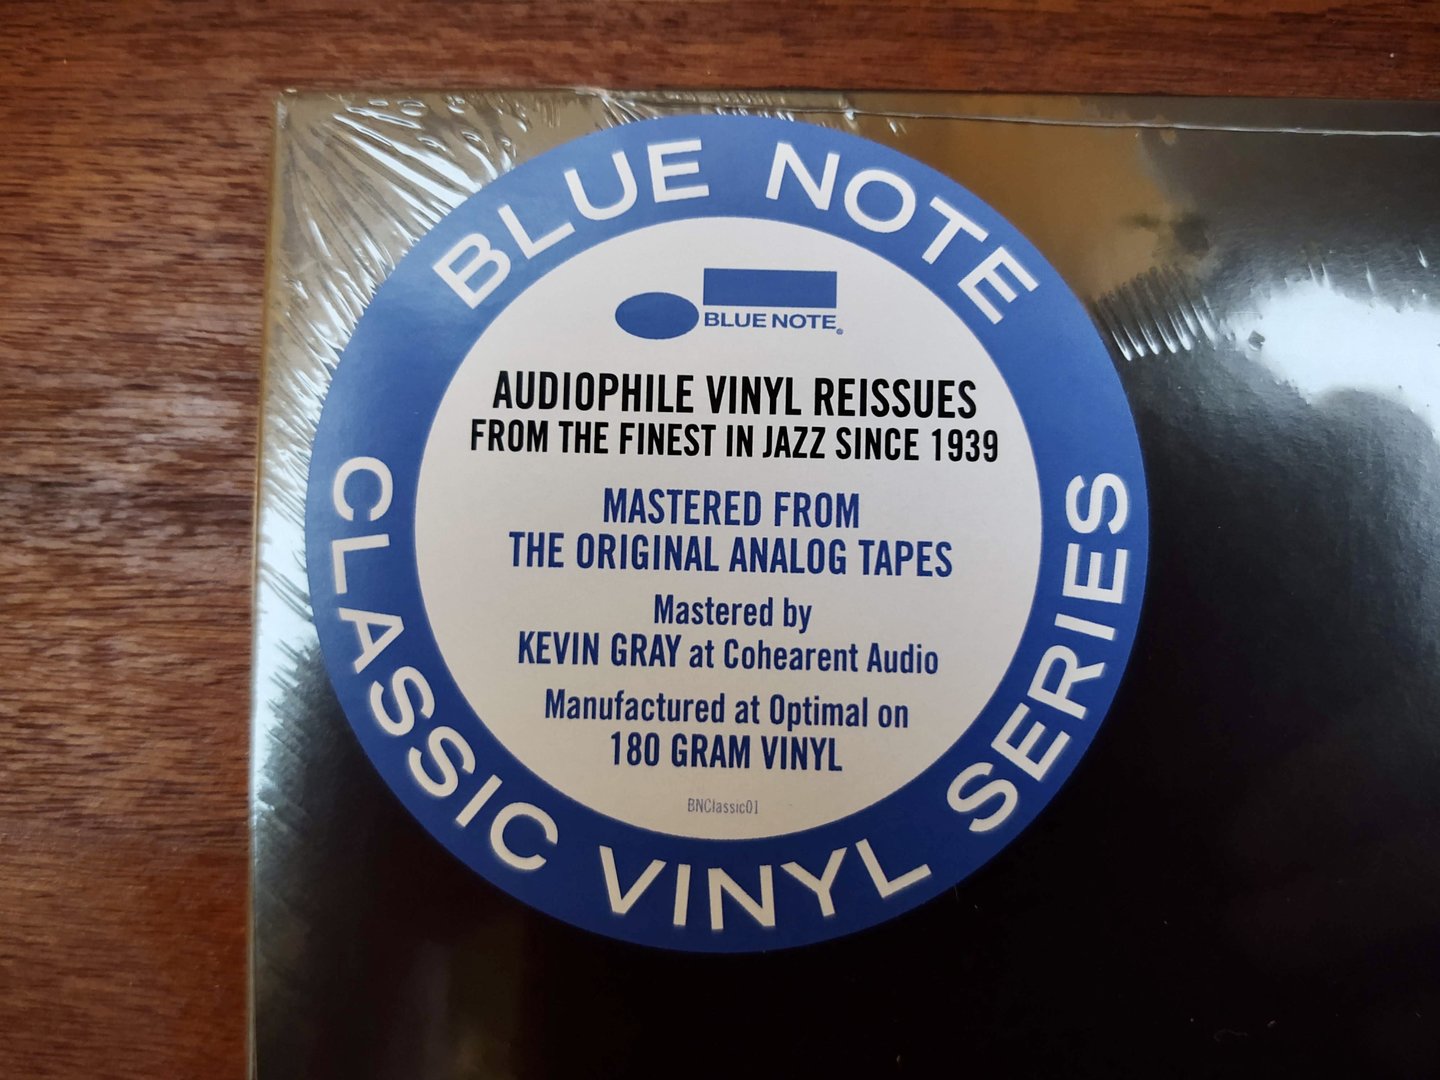 BLUE NOTE
BLUE NOTE®
AUDIOPHILE VINYL REISSUES
FROM THE FINEST IN JAZZ SINCE 1939
MASTERED FROM
THE ORIGINAL ANALOG TAPES
Mastered by
KEVIN GRAY at Cohearent Audio
Manufactured at Optimal on
180 GRAM VINYL
BNClassic01
CLASSIC VINYL SERIES